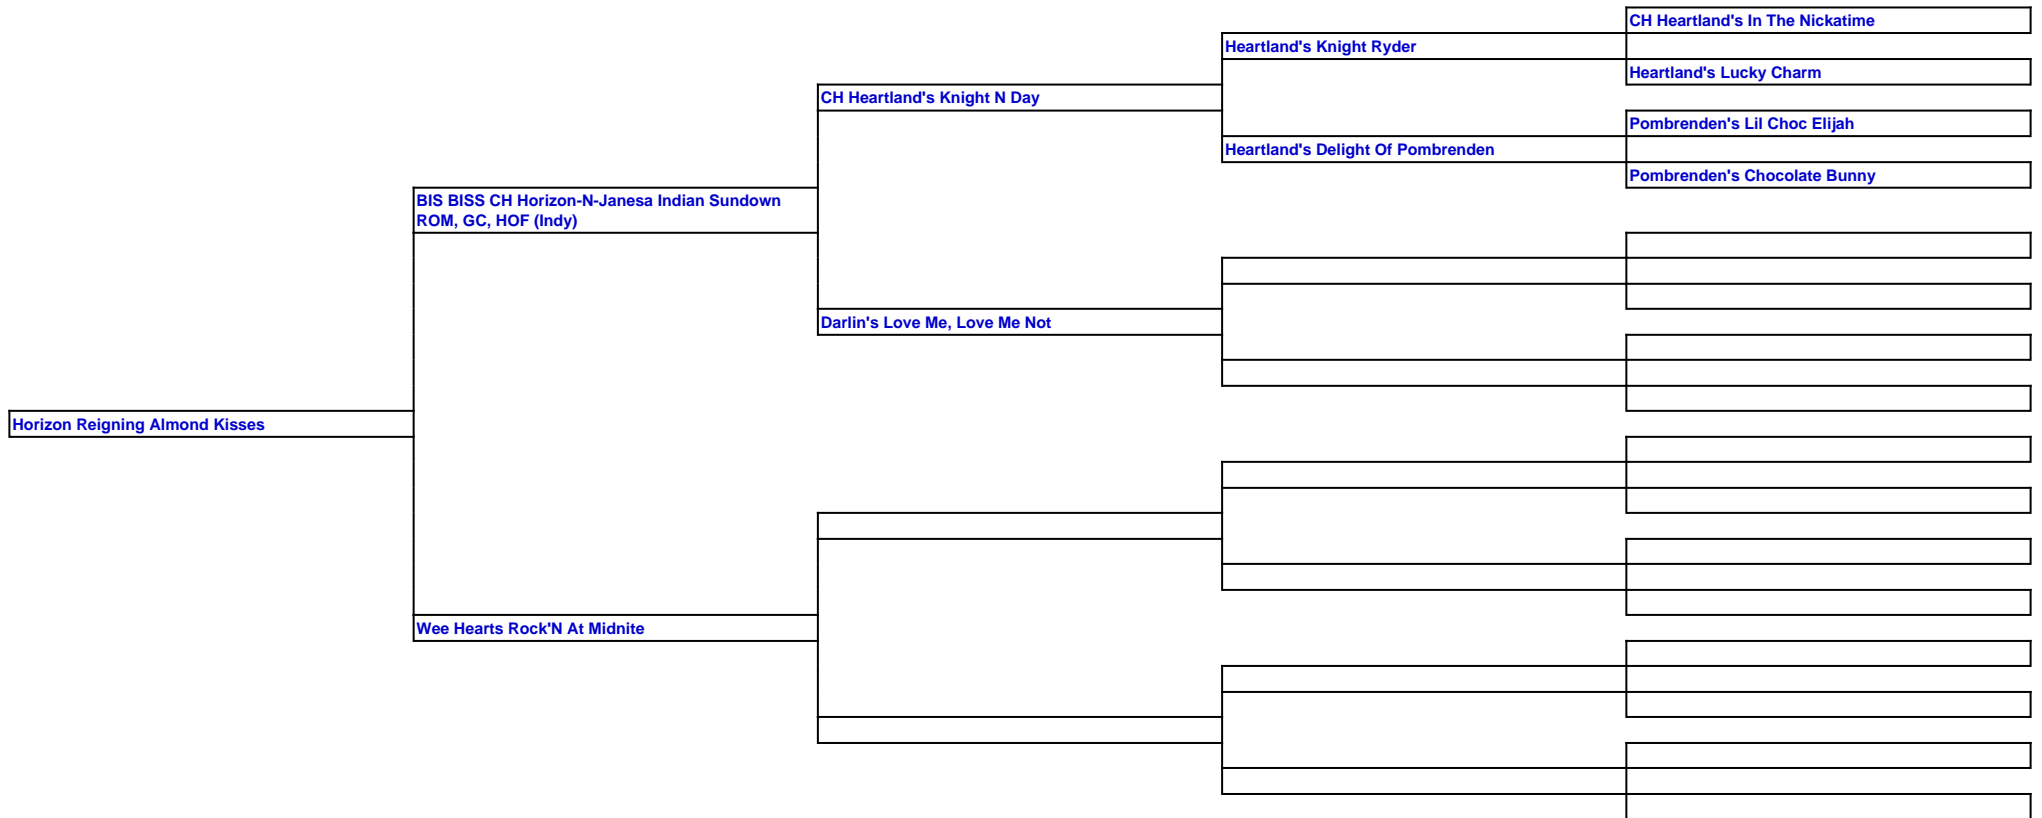 CH Heartland's In The Nickatime
Heartland's Knight Ryder
Heartland's Lucky Charm
CH Heartland's Knight N Day
Pombrenden's Lil Choc Elijah
Heartland's Delight Of Pombrenden
Pombrenden's Chocolate Bunny
BIS BISS CH Horizon-N-Janesa Indian Sundown
ROM, GC, HOF (Indy)
Darlin's Love Me, Love Me Not
Horizon Reigning Almond Kisses
Wee Hearts Rock'N At Midnite